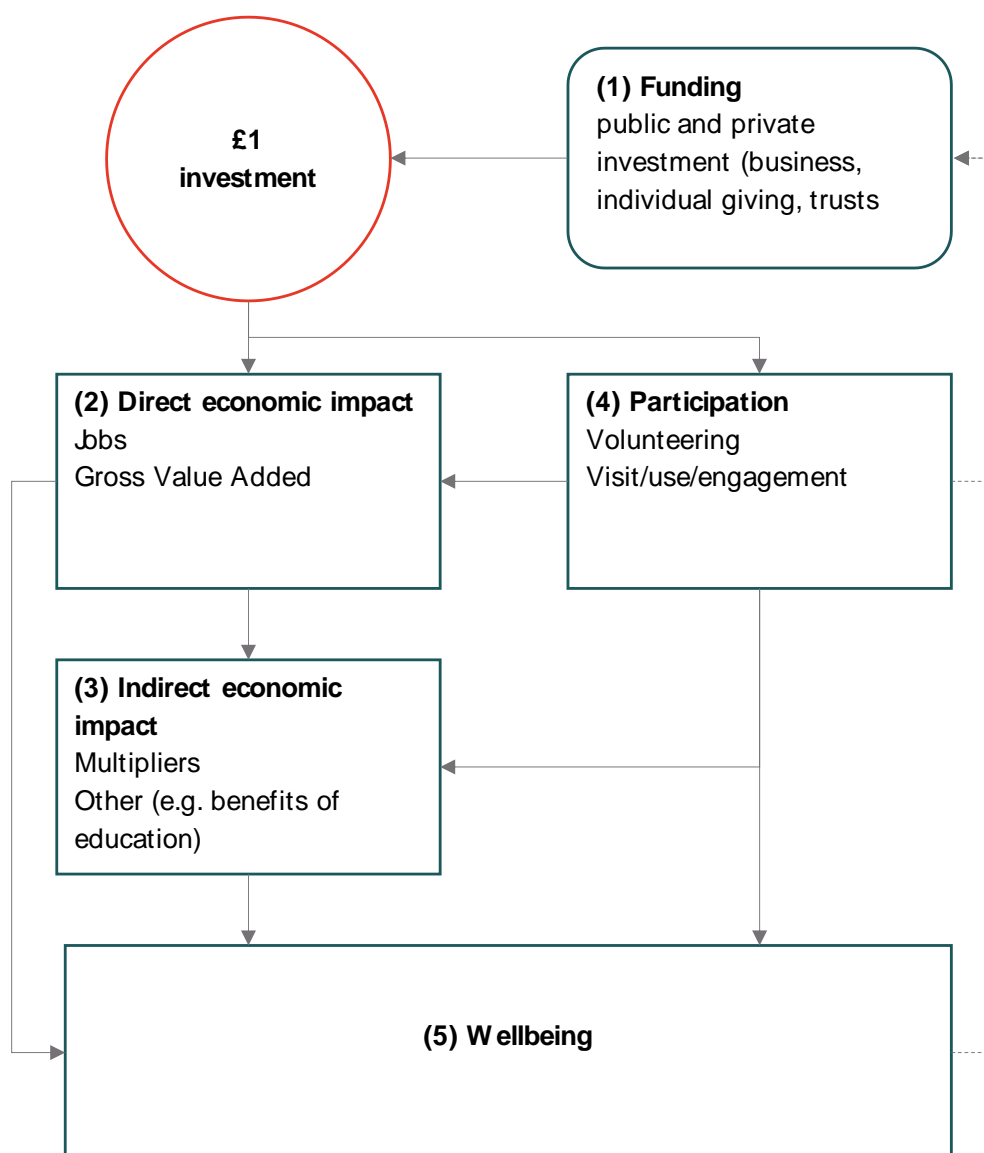 £1
investment
(1) Funding
public and private
investment (business,
individual giving, trusts
(2) Direct economic impact
Jobs
Gross Value Added
(4) Participation
Volunteering
Visit/use/engagement
(3) Indirect economic
impact
Multipliers
Other (e.g. benefits of
education)
(5) Wellbeing